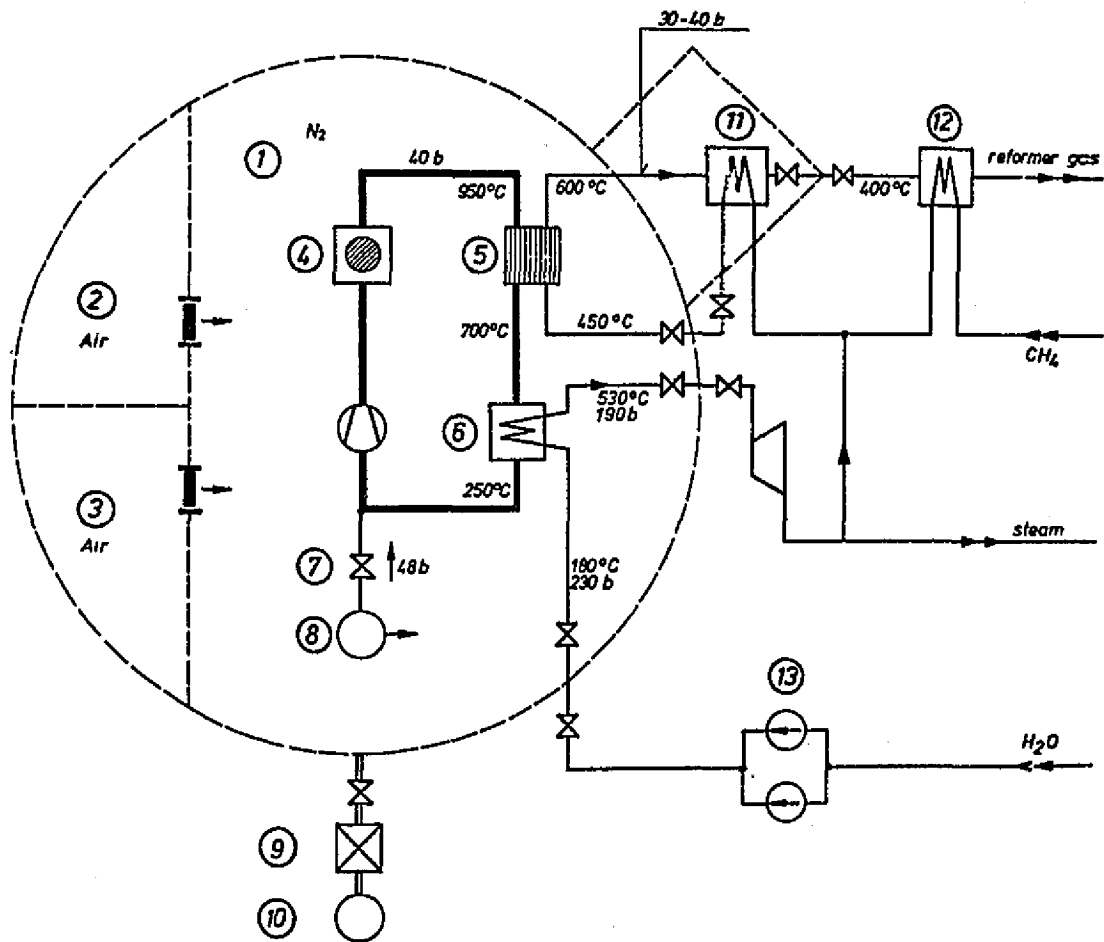 30-40 b
11
12
N₂
1
40 b
reformer gas
950°C
600°C
400°C
4
5
2
Air
700°C
450°C
CH₄
530°C
190 b
6
3
Air
250°C
steam
7
48 b
180°C
230 b
8
13
H₂O
9
10